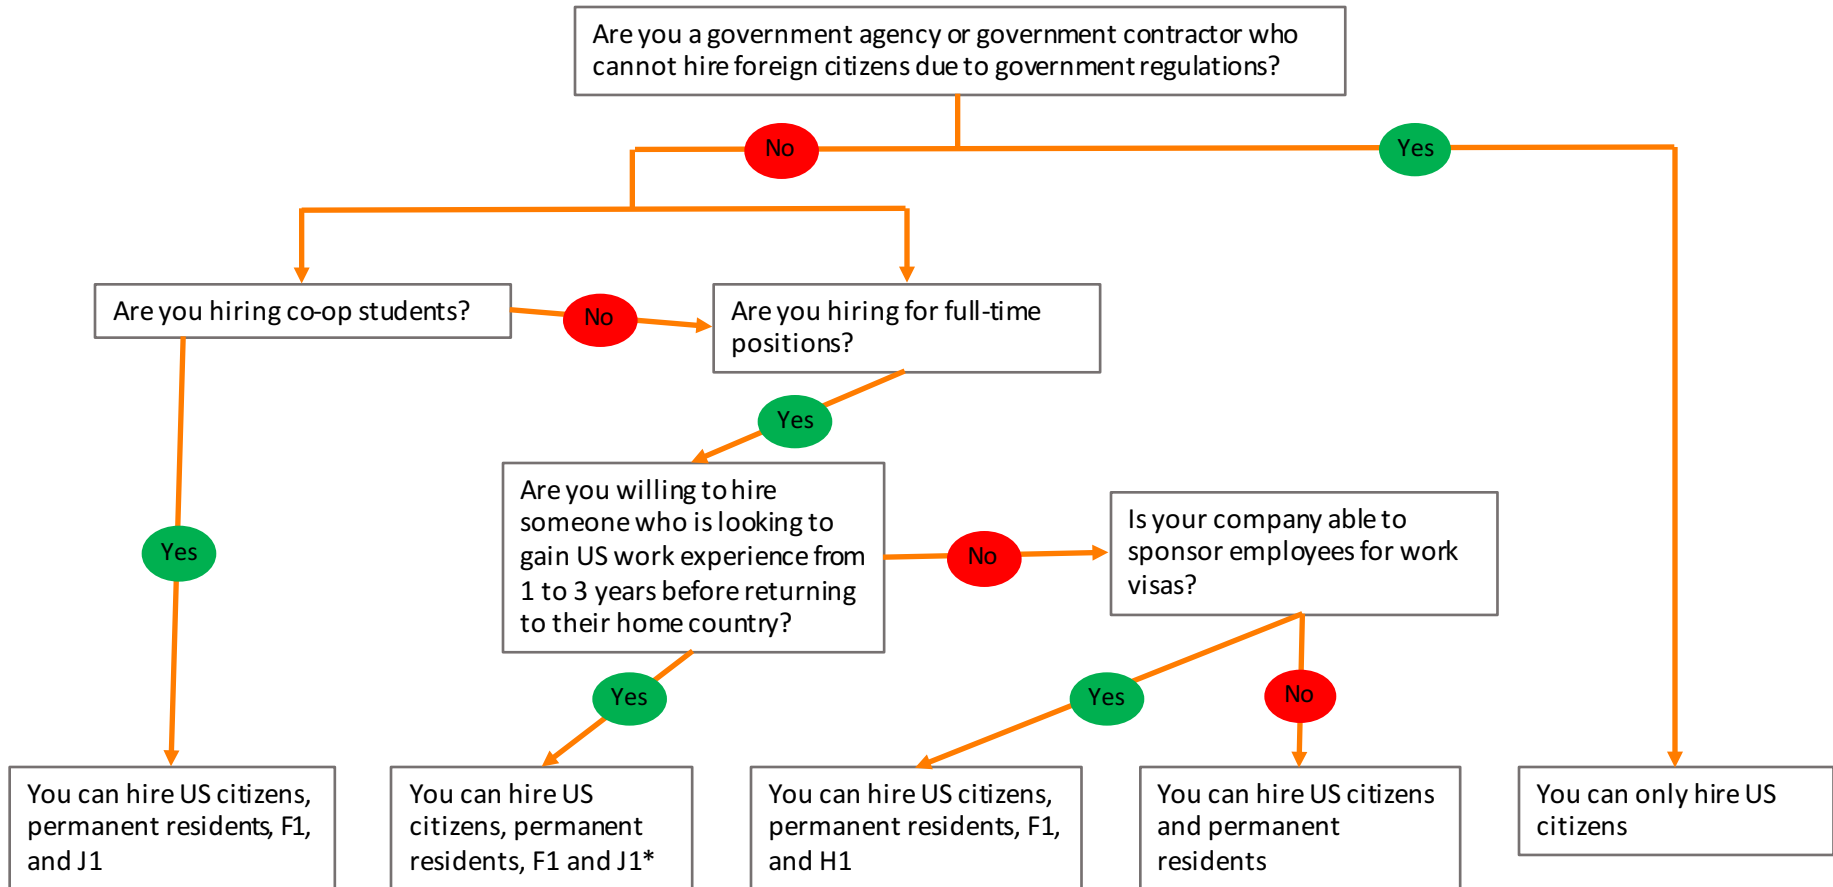 Are you a government agency or government contractor who
cannot hire foreign citizens due to government regulations?
No
Yes
Are you hiring co-op students?
No
Are you hiring for full-time
positions?
Yes
Are you willing to hire
someone who is looking to
gain US work experience from
1 to 3 years before returning
to their home country?
No
Is your company able to
sponsor employees for work
visas?
Yes
Yes
Yes
No
You can hire US citizens,
permanent residents, F1,
and J1
You can hire US
citizens, permanent
residents, F1 and J1*
You can hire US citizens,
permanent residents, F1,
and H1
You can hire US citizens
and permanent
residents
You can only hire US
citizens